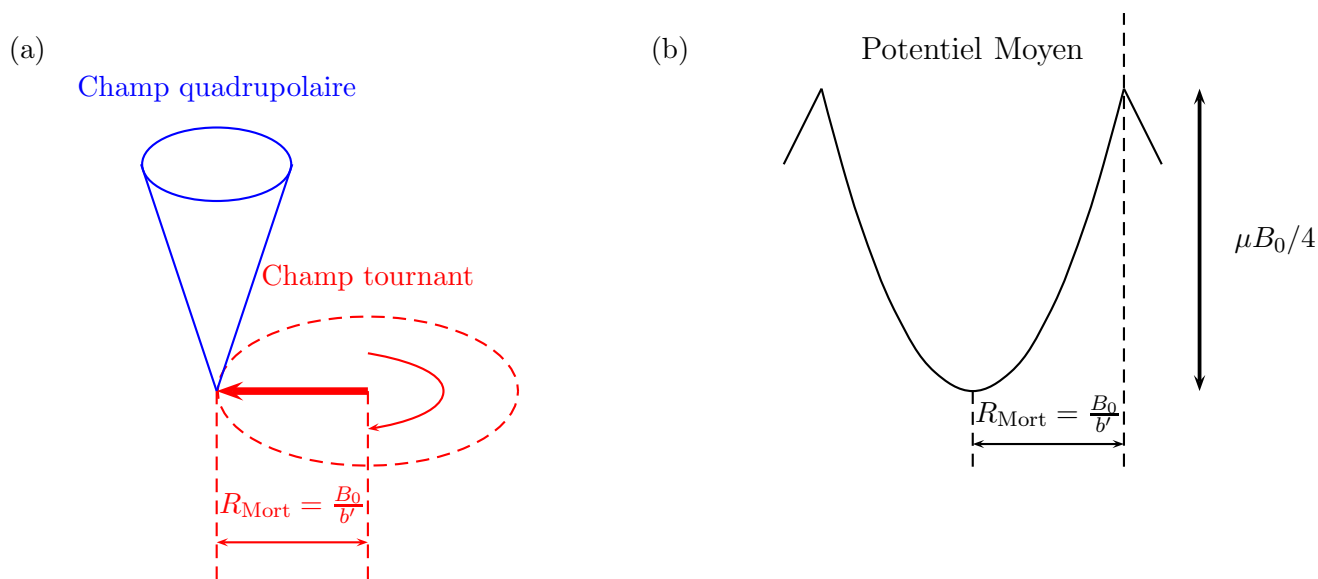 (a)
Champ quadrupolaire
Champ tournant
R_Mort = B_0/b'
(b)
Potentiel Moyen
μB_0/4
R_Mort = B_0/b'